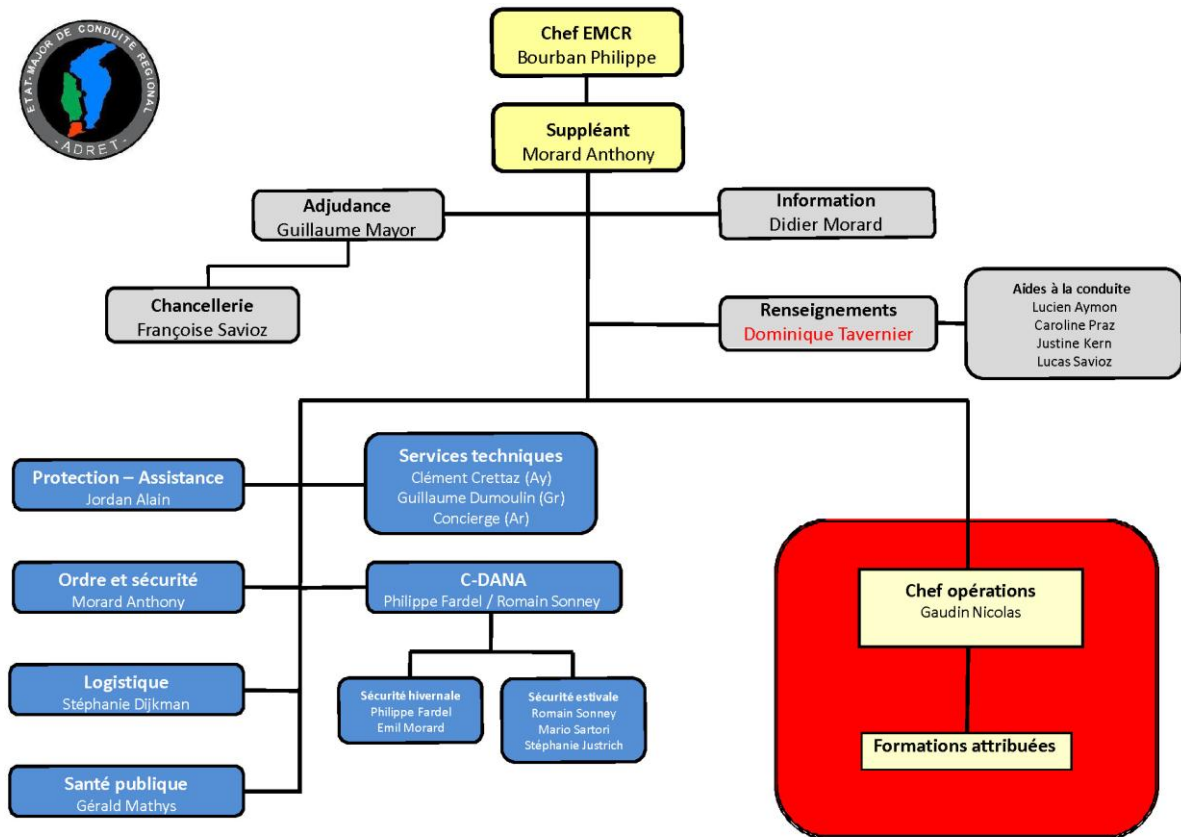 ETAT-MAJOR DE CONDUITE REGIONAL
-ADRET-
Chef EMCR
Bourban Philippe
Suppléant
Morard Anthony
Adjudance
Guillaume Mayor
Information
Didier Morard
Chancellerie
Françoise Savioz
Renseignements
Dominique Tavernier
Aides à la conduite
Lucien Aymon
Caroline Praz
Justine Kern
Lucas Savioz
Protection – Assistance
Jordan Alain
Services techniques
Clément Crettaz (Ay)
Guillaume Dumoulin (Gr)
Concierge (Ar)
Ordre et sécurité
Morard Anthony
C-DANA
Philippe Fardel / Romain Sonney
Chef opérations
Gaudin Nicolas
Logistique
Stéphanie Dijkman
Sécurité hivernale
Philippe Fardel
Emil Morard
Sécurité estivale
Romain Sonney
Mario Sartori
Stéphanie Justrich
Formations attribuées
Santé publique
Gérald Mathys